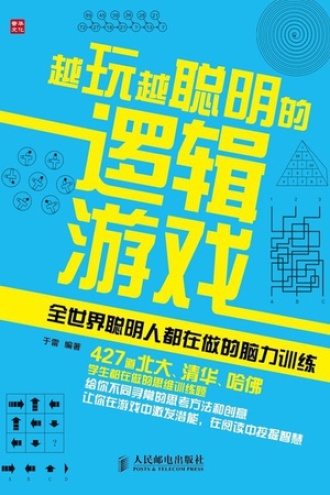 普华文化
越玩越聪明的
逻辑
游戏
全世界聪明人都在做的脑力训练
于雷 编著
427道北大、清华、哈佛
学生都在做的思维训练题
给你不同寻常的思考方法和创意
让你在游戏中激发潜能，在阅读中挖掘智慧
人民邮电出版社